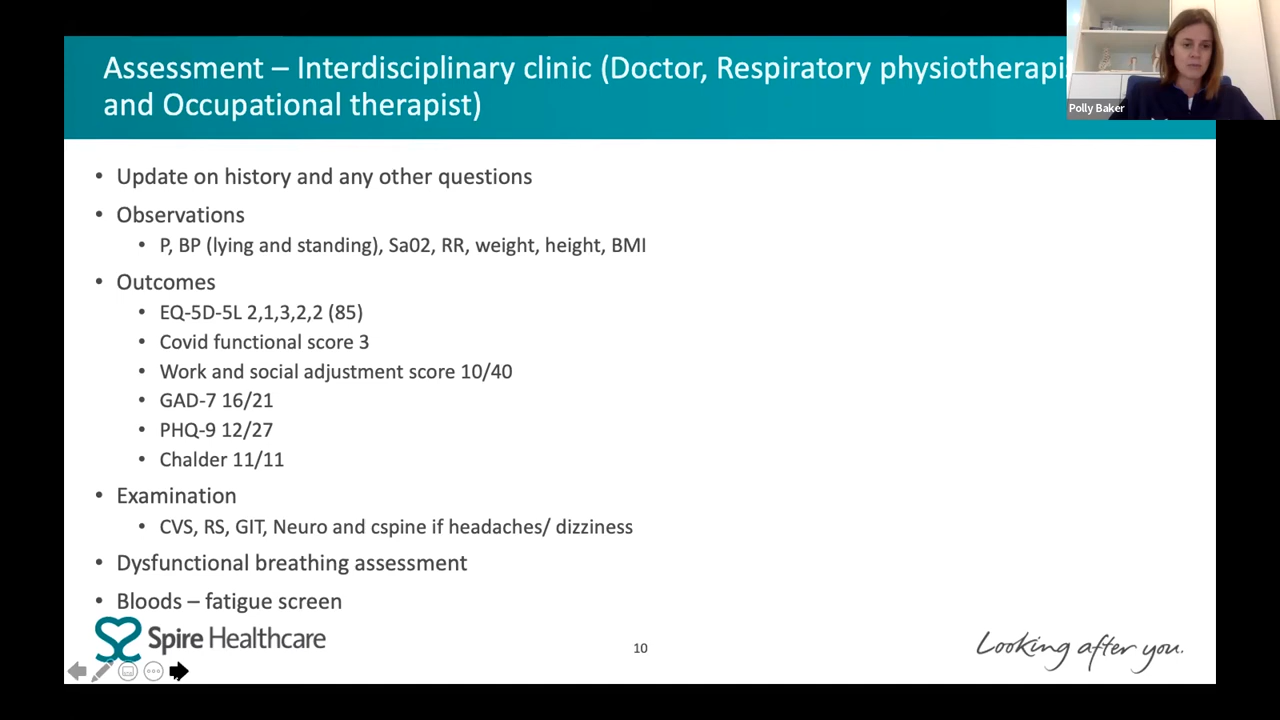 Assessment – Interdisciplinary clinic (Doctor, Respiratory
and Occupational therapist)
Polly Baker
• Update on history and any other questions
• Observations
• P, BP (lying and standing), Sa02, RR, weight, height, BMI
• Outcomes
• EQ-5D-5L 2,1,3,2,2 (85)
• Covid functional score 3
• Work and social adjustment score 10/40
• GAD-7 16/21
• PHQ-9 12/27
• Chalder 11/11
• Examination
• CVS, RS, GIT, Neuro and cspine if headaches/ dizziness
• Dysfunctional breathing assessment
• Bloods – fatigue screen
Spire Healthcare
10
Looking after you.